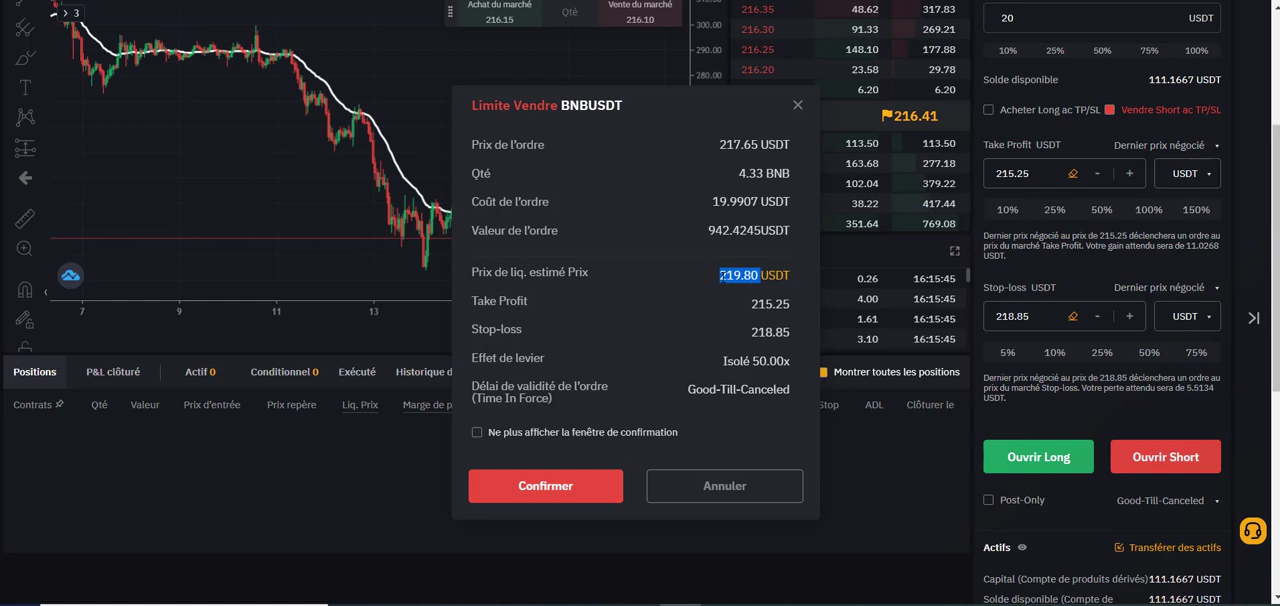 3
Achat du marché
216.15
Qté
Vente du marché
216.10
300.00
290.00
280.00
7
9
11
13
216.35 48.62 317.83
216.30 91.33 269.21
216.25 148.10 177.88
216.20 23.58 29.78
6.20 6.20
216.41
113.50 113.50
163.68 277.18
102.04 379.22
38.22 417.44
351.64 769.08
0.26 16:15:45
4.00 16:15:45
1.61 16:15:45
3.10 16:15:45
Limite Vendre BNBUSDT
Prix de l'ordre 217.65 USDT
Qté 4.33 BNB
Coût de l'ordre 19.9907 USDT
Valeur de l'ordre 942.4245USDT
Prix de liq. estimé Prix 219.80 USDT
Take Profit 215.25
Stop-loss 218.85
Effet de levier Isolé 50.00x
Délai de validité de l'ordre
(Time In Force) Good-Till-Canceled
Ne plus afficher la fenêtre de confirmation
Confirmer Annuler
Positions P&L clôturé Actif 0 Conditionnel 0 Exécuté Historique d
Montrer toutes les positions
Contrats Qté Valeur Prix d'entrée Prix repère Liq. Prix Marge de p
Stop ADL Clôturer le
20 USDT
10% 25% 50% 75% 100%
Solde disponible 111.1667 USDT
Acheter Long ac TP/SL Vendre Short ac TP/SL
Take Profit USDT Dernier prix négocié
215.25 - + USDT
10% 25% 50% 100% 150%
Dernier prix négocié au prix de 215.25 déclenchera un ordre au
prix du marché Take Profit. Votre gain attendu sera de 11.0268
USDT.
Stop-loss USDT Dernier prix négocié
218.85 - + USDT
5% 10% 25% 50% 75%
Dernier prix négocié au prix de 218.85 déclenchera un ordre au
prix du marché Stop-loss. Votre perte attendu sera de 5.5134
USDT.
Ouvrir Long Ouvrir Short
Post-Only Good-Till-Canceled
Actifs Transférer des actifs
Capital (Compte de produits dérivés) 111.1667 USDT
Solde disponible (Compte de 111.1667 USDT